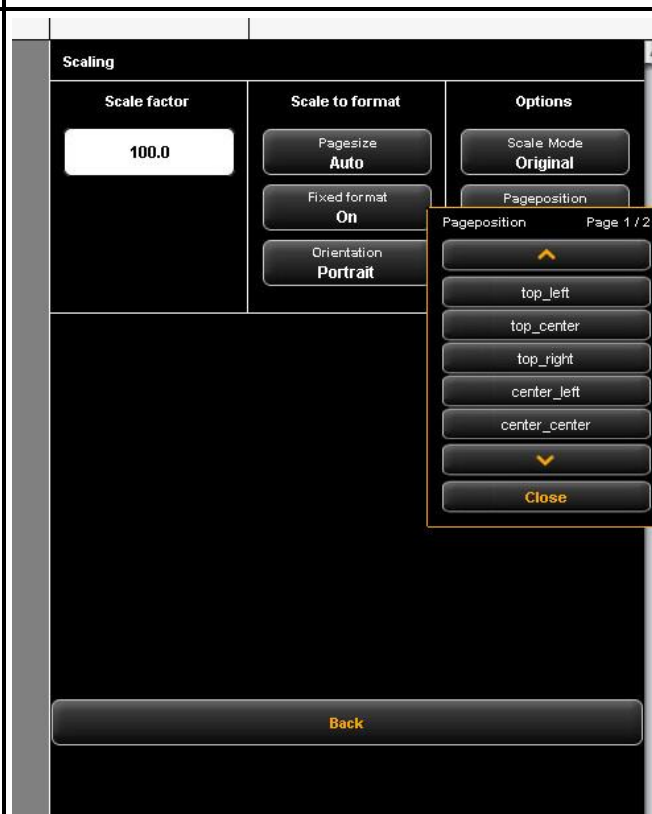 Scaling
Scale factor
100.0
Scale to format
Pagesize
Auto
Fixed format
On
Orientation
Portrait
Options
Scale Mode
Original
Pageposition
Pageposition Page 1 / 2
top_left
top_center
top_right
center_left
center_center
Close
Back